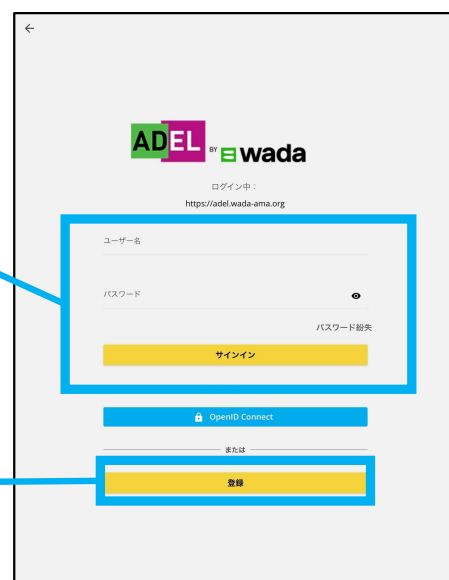 ADEL BY wada
ログイン中：
https://adel.wada-ama.org
ユーザー名
パスワード
パスワード紛失
サインイン
OpenID Connect
または
登録